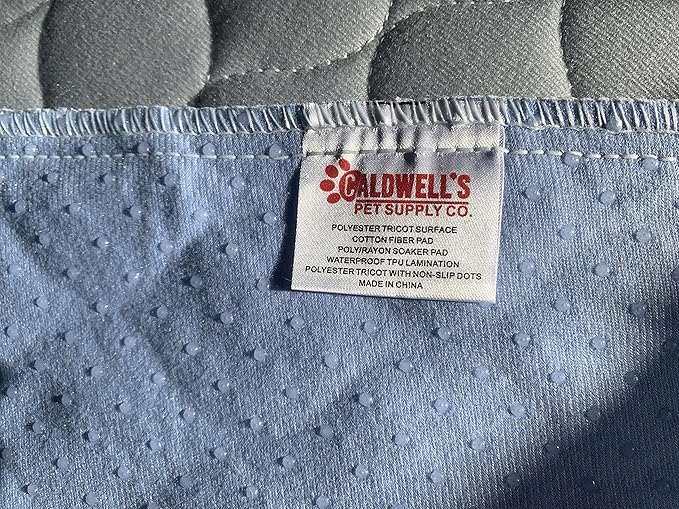 CALDWELL'S
PET SUPPLY CO.
POLYESTER TRICOT SURFACE
COTTON FIBER PAD
POLY/RAYON SOAKER PAD
WATERPROOF TPU LAMINATION
POLYESTER TRICOT WITH NON-SLIP DOTS
MADE IN CHINA